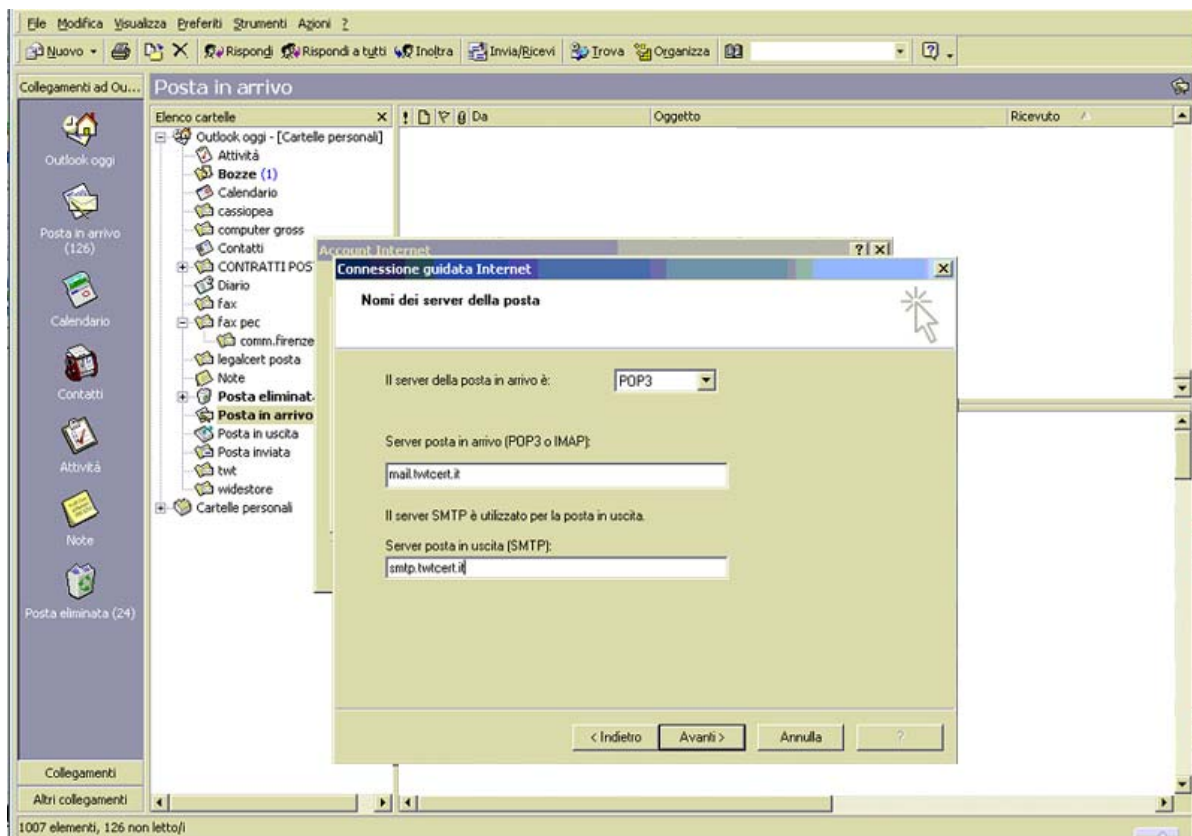 File Modifica Visualizza Preferiti Strumenti Azioni ?
Nuovo Rispondi Rispondi a tutti Inoltra Invia/Ricevi Trova Organizza
Collegamenti ad Ou...
Posta in arrivo
Outlook oggi
Posta in arrivo
(126)
Calendario
Contatti
Attività
Note
Posta eliminata (24)
Collegamenti
Altri collegamenti
Elenco cartelle
Outlook oggi - [Cartelle personali]
Attività
Bozze (1)
Calendario
cassiopea
computer gross
Contatti
CONTRATTI POS
Diario
fax
fax pec
comm.firenze
legalcert posta
Note
Posta eliminat
Posta in arrivo
Posta in uscita
Posta inviata
twt
widestore
Cartelle personali
! Da Oggetto Ricevuto
Account Internet
Connessione guidata Internet
Nomi dei server della posta
Il server della posta in arrivo è: POP3
Server posta in arrivo (POP3 o IMAP):
mail.twtcert.it
Il server SMTP è utilizzato per la posta in uscita.
Server posta in uscita (SMTP):
smtp.twtcert.it
< Indietro Avanti > Annulla ?
1007 elementi, 126 non letto/i